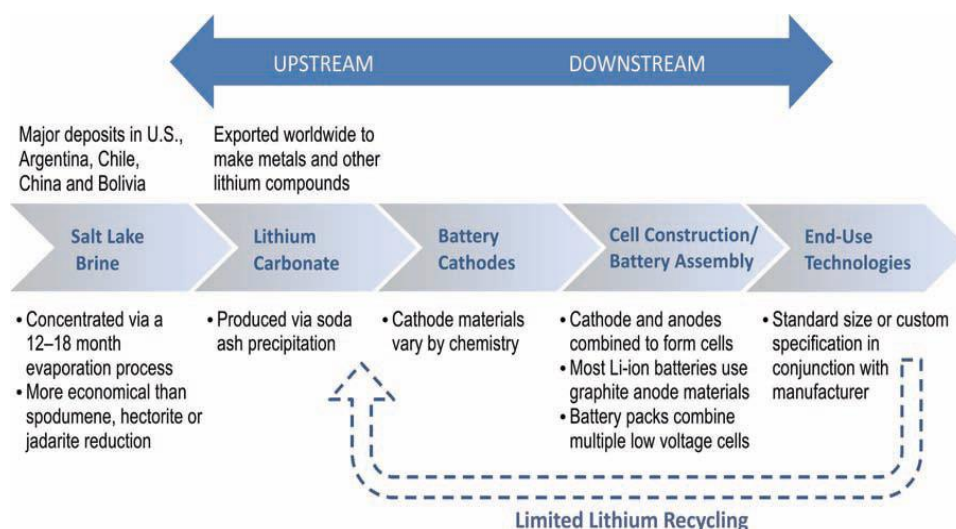 UPSTREAM
DOWNSTREAM
Major deposits in U.S.,
Argentina, Chile,
China and Bolivia
Exported worldwide to
make metals and other
lithium compounds
Salt Lake
Brine
Lithium
Carbonate
Battery
Cathodes
Cell Construction/
Battery Assembly
End-Use
Technologies
• Concentrated via a
12–18 month
evaporation process
• More economical than
spodumene, hectorite or
jadarite reduction
• Produced via soda
ash precipitation
• Cathode materials
vary by chemistry
• Cathode and anodes
combined to form cells
• Most Li-ion batteries use
graphite anode materials
• Battery packs combine
multiple low voltage cells
• Standard size or custom
specification in
conjunction with
manufacturer
Limited Lithium Recycling